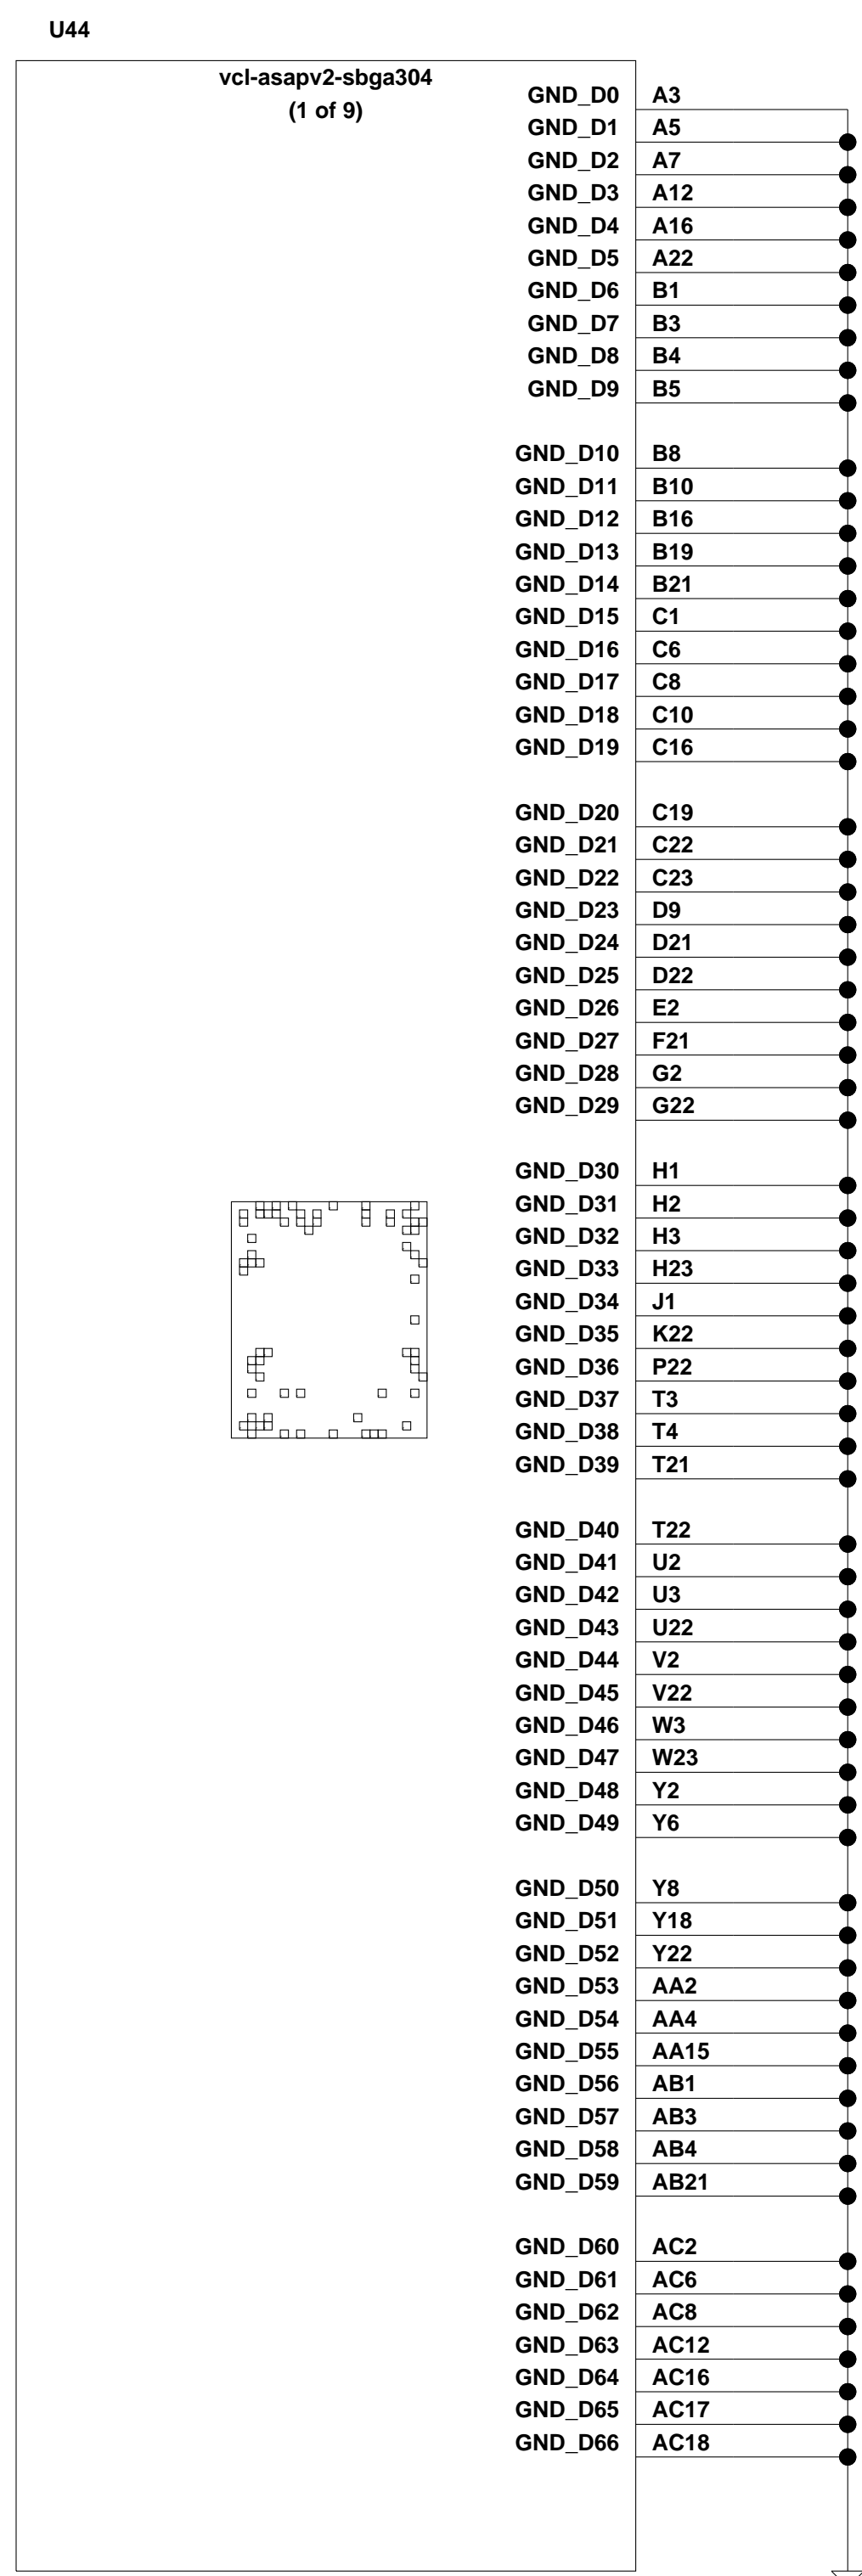 U44
vcl-asapv2-sbga304
(1 of 9)
GND_D0 A3
GND_D1 A5
GND_D2 A7
GND_D3 A12
GND_D4 A16
GND_D5 A22
GND_D6 B1
GND_D7 B3
GND_D8 B4
GND_D9 B5
GND_D10 B8
GND_D11 B10
GND_D12 B16
GND_D13 B19
GND_D14 B21
GND_D15 C1
GND_D16 C6
GND_D17 C8
GND_D18 C10
GND_D19 C16
GND_D20 C19
GND_D21 C22
GND_D22 C23
GND_D23 D9
GND_D24 D21
GND_D25 D22
GND_D26 E2
GND_D27 F21
GND_D28 G2
GND_D29 G22
GND_D30 H1
GND_D31 H2
GND_D32 H3
GND_D33 H23
GND_D34 J1
GND_D35 K22
GND_D36 P22
GND_D37 T3
GND_D38 T4
GND_D39 T21
GND_D40 T22
GND_D41 U2
GND_D42 U3
GND_D43 U22
GND_D44 V2
GND_D45 V22
GND_D46 W3
GND_D47 W23
GND_D48 Y2
GND_D49 Y6
GND_D50 Y8
GND_D51 Y18
GND_D52 Y22
GND_D53 AA2
GND_D54 AA4
GND_D55 AA15
GND_D56 AB1
GND_D57 AB3
GND_D58 AB4
GND_D59 AB21
GND_D60 AC2
GND_D61 AC6
GND_D62 AC8
GND_D63 AC12
GND_D64 AC16
GND_D65 AC17
GND_D66 AC18